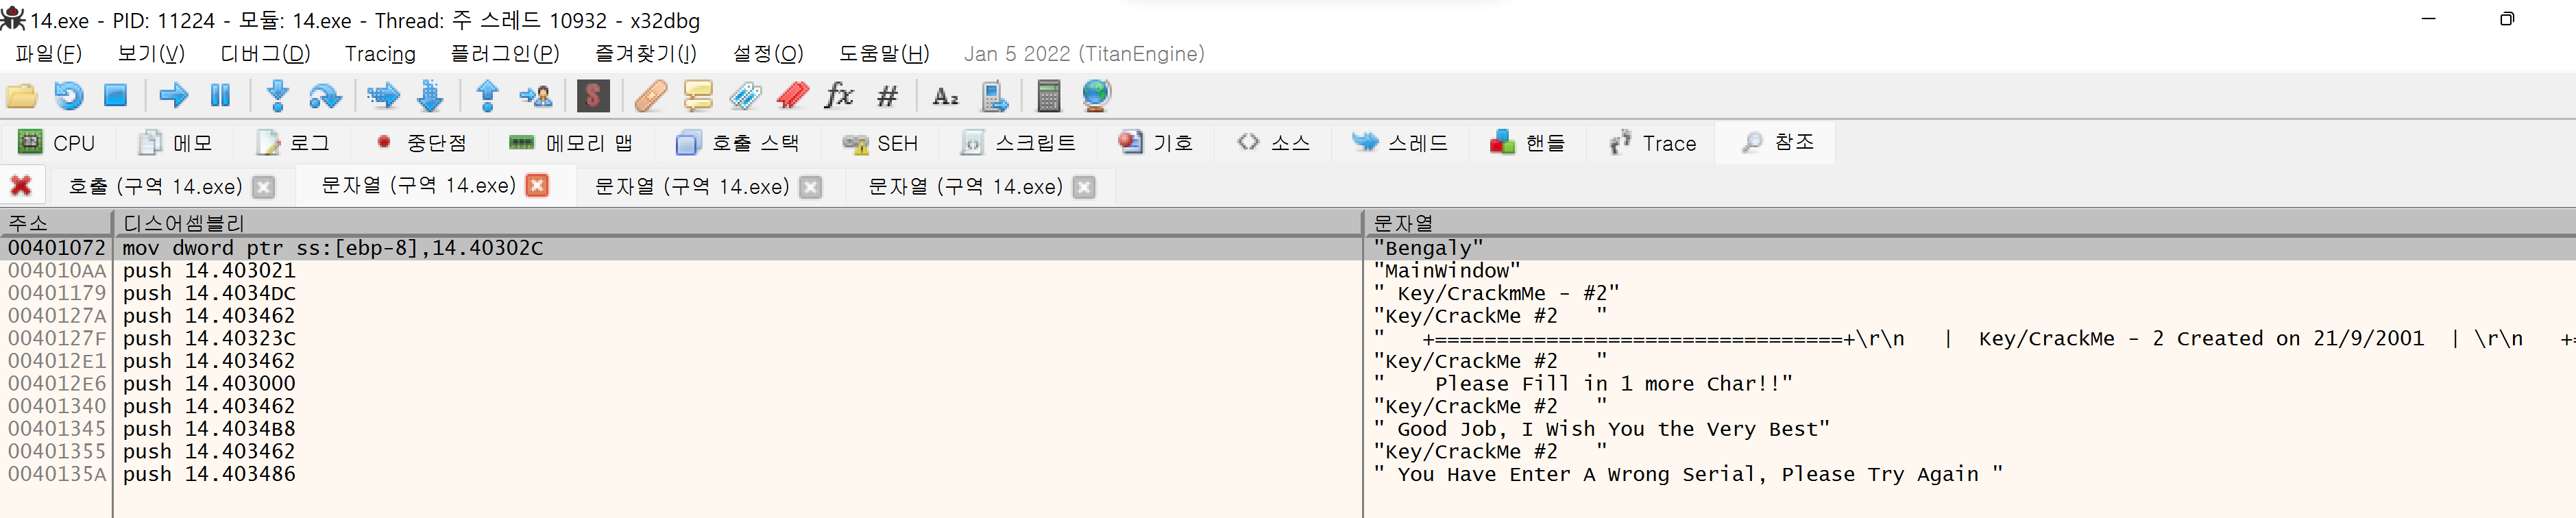 14.exe - PID: 11224 - 모듈: 14.exe - Thread: 주 스레드 10932 - x32dbg
파일(F) 보기(V) 디버그(D) Tracing 플러그인(P) 즐겨찾기(I) 설정(O) 도움말(H) Jan 5 2022 (TitanEngine)
S fx # Az
CPU 메모 로그 중단점 메모리 맵 호출 스택 SEH 스크립트 기호 소스 스레드 핸들 Trace 참조
호출 (구역 14.exe) 문자열 (구역 14.exe) 문자열 (구역 14.exe) 문자열 (구역 14.exe)
주소 디스어셈블리 문자열
00401072 mov dword ptr ss:[ebp-8],14.40302C "Bengaly"
004010AA push 14.403021 "MainWindow"
00401179 push 14.4034DC " Key/CrackmMe - #2"
0040127A push 14.403462 "Key/CrackMe #2   "
0040127F push 14.40323C "   +=================================+\r\n   |  Key/CrackMe - 2 Created on 21/9/2001  | \r\n   +=
004012E1 push 14.403462 "Key/CrackMe #2   "
004012E6 push 14.403000 "    Please Fill in 1 more Char!!"
00401340 push 14.403462 "Key/CrackMe #2   "
00401345 push 14.4034B8 " Good Job, I Wish You the Very Best"
00401355 push 14.403462 "Key/CrackMe #2   "
0040135A push 14.403486 " You Have Enter A Wrong Serial, Please Try Again "